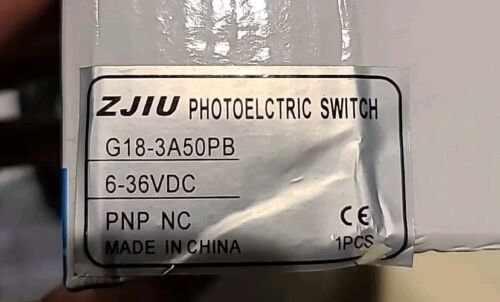 ZJIU PHOTOELCTRIC SWITCH
G18-3A50PB
6-36VDC
PNP NC CE
MADE IN CHINA 1PCS